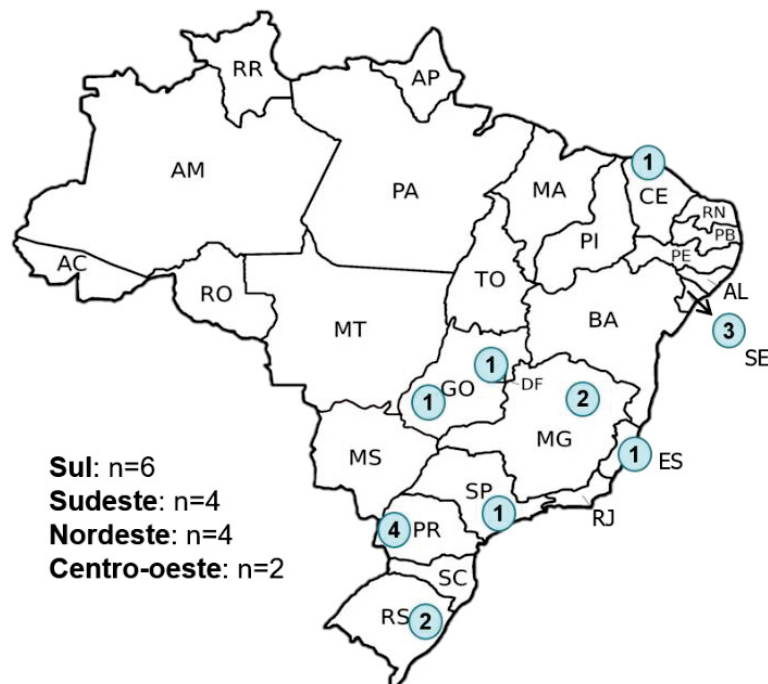 RR
AP
AM
PA
MA
1
CE
RN
PB
PI
PE
AC
TO
AL
RO
BA
MT
3
SE
1
DF
GO
1
2
MG
MS
1
ES
SP
1
RJ
4
PR
SC
RS
2
Sul: n=6
Sudeste: n=4
Nordeste: n=4
Centro-oeste: n=2